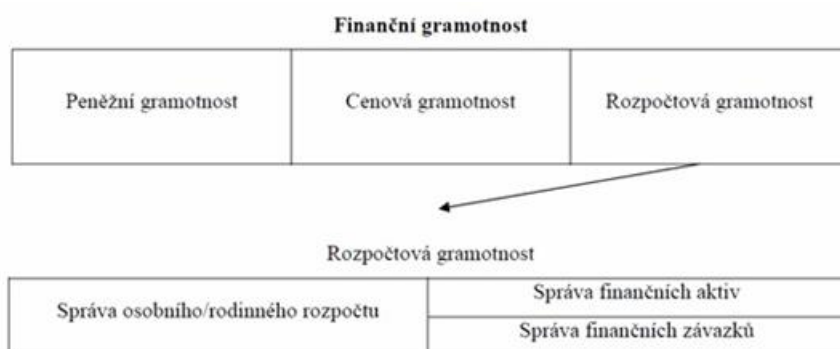 Finanční gramotnost
Peněžní gramotnost
Cenová gramotnost
Rozpočtová gramotnost
Rozpočtová gramotnost
Správa osobního/rodinného rozpočtu
Správa finančních aktiv
Správa finančních závazků